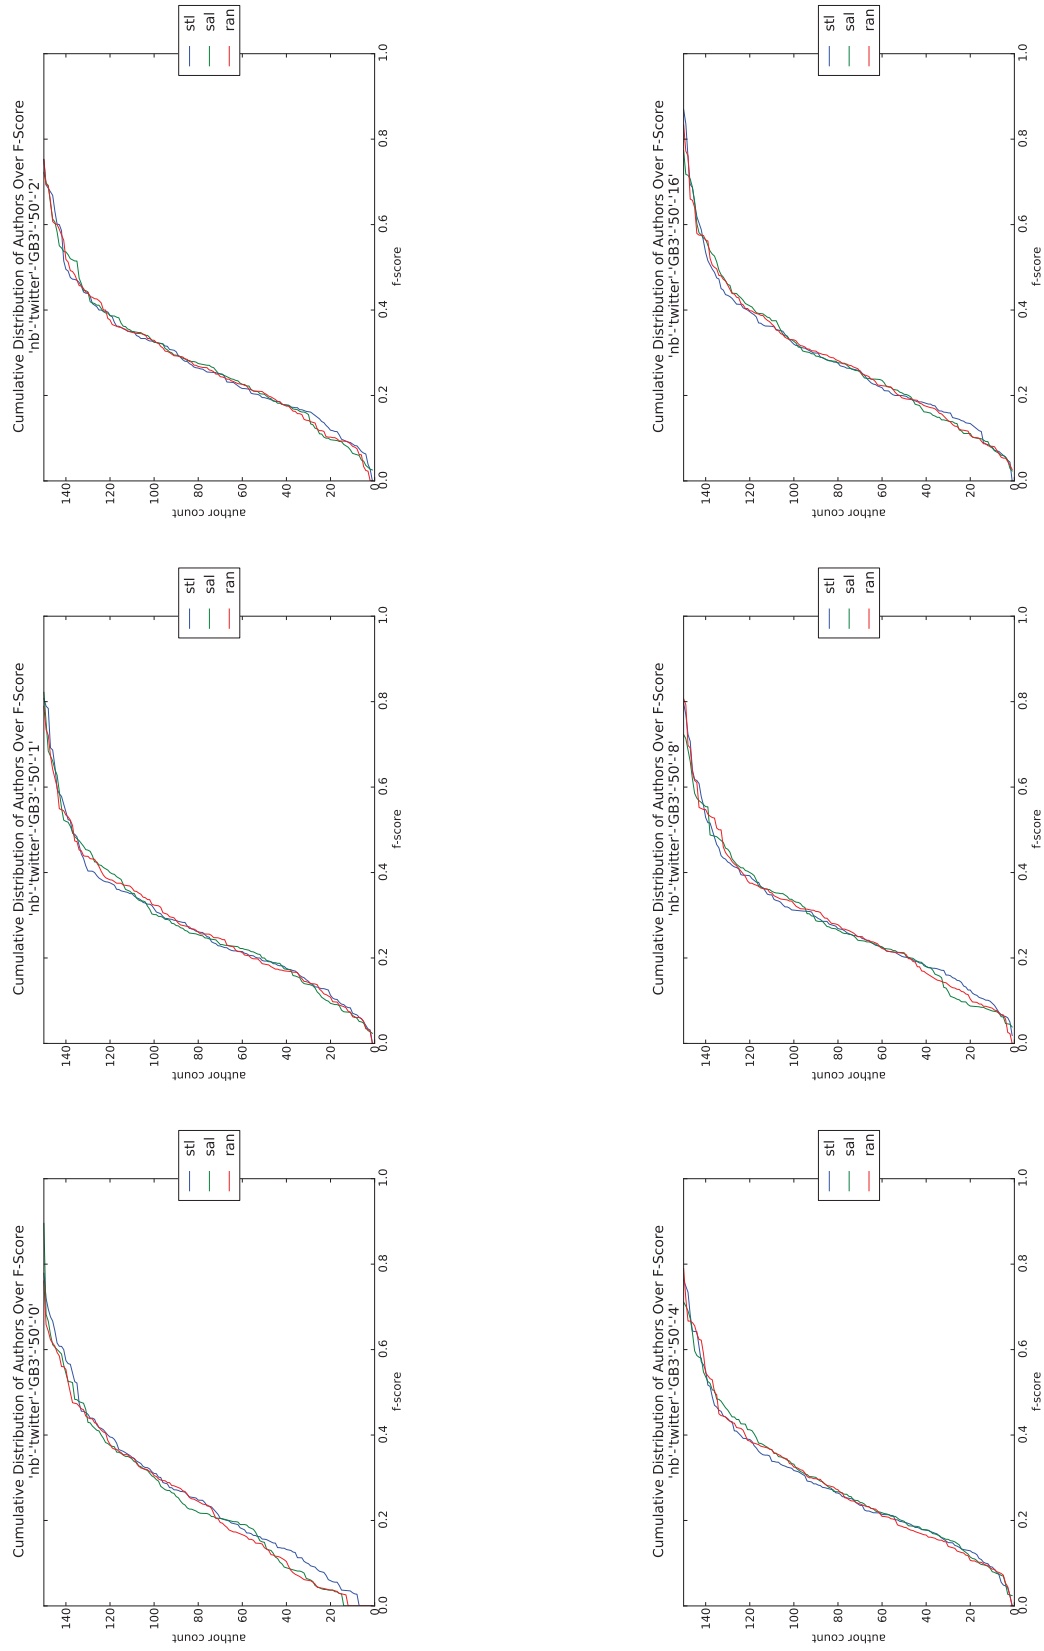 Cumulative Distribution of Authors Over F-Score
'nb'-'twitter'-'GB3'-'50'-'0'
140
120
100
80
60
40
20
0
author count
0.0 0.2 0.4 0.6 0.8 1.0
f-score
stl
sal
ran
Cumulative Distribution of Authors Over F-Score
'nb'-'twitter'-'GB3'-'50'-'1'
140
120
100
80
60
40
20
0
author count
0.0 0.2 0.4 0.6 0.8 1.0
f-score
stl
sal
ran
Cumulative Distribution of Authors Over F-Score
'nb'-'twitter'-'GB3'-'50'-'2'
140
120
100
80
60
40
20
0
author count
0.0 0.2 0.4 0.6 0.8 1.0
f-score
stl
sal
ran
Cumulative Distribution of Authors Over F-Score
'nb'-'twitter'-'GB3'-'50'-'4'
140
120
100
80
60
40
20
0
author count
0.0 0.2 0.4 0.6 0.8 1.0
f-score
stl
sal
ran
Cumulative Distribution of Authors Over F-Score
'nb'-'twitter'-'GB3'-'50'-'8'
140
120
100
80
60
40
20
0
author count
0.0 0.2 0.4 0.6 0.8 1.0
f-score
stl
sal
ran
Cumulative Distribution of Authors Over F-Score
'nb'-'twitter'-'GB3'-'50'-'16'
140
120
100
80
60
40
20
0
author count
0.0 0.2 0.4 0.6 0.8 1.0
f-score
stl
sal
ran